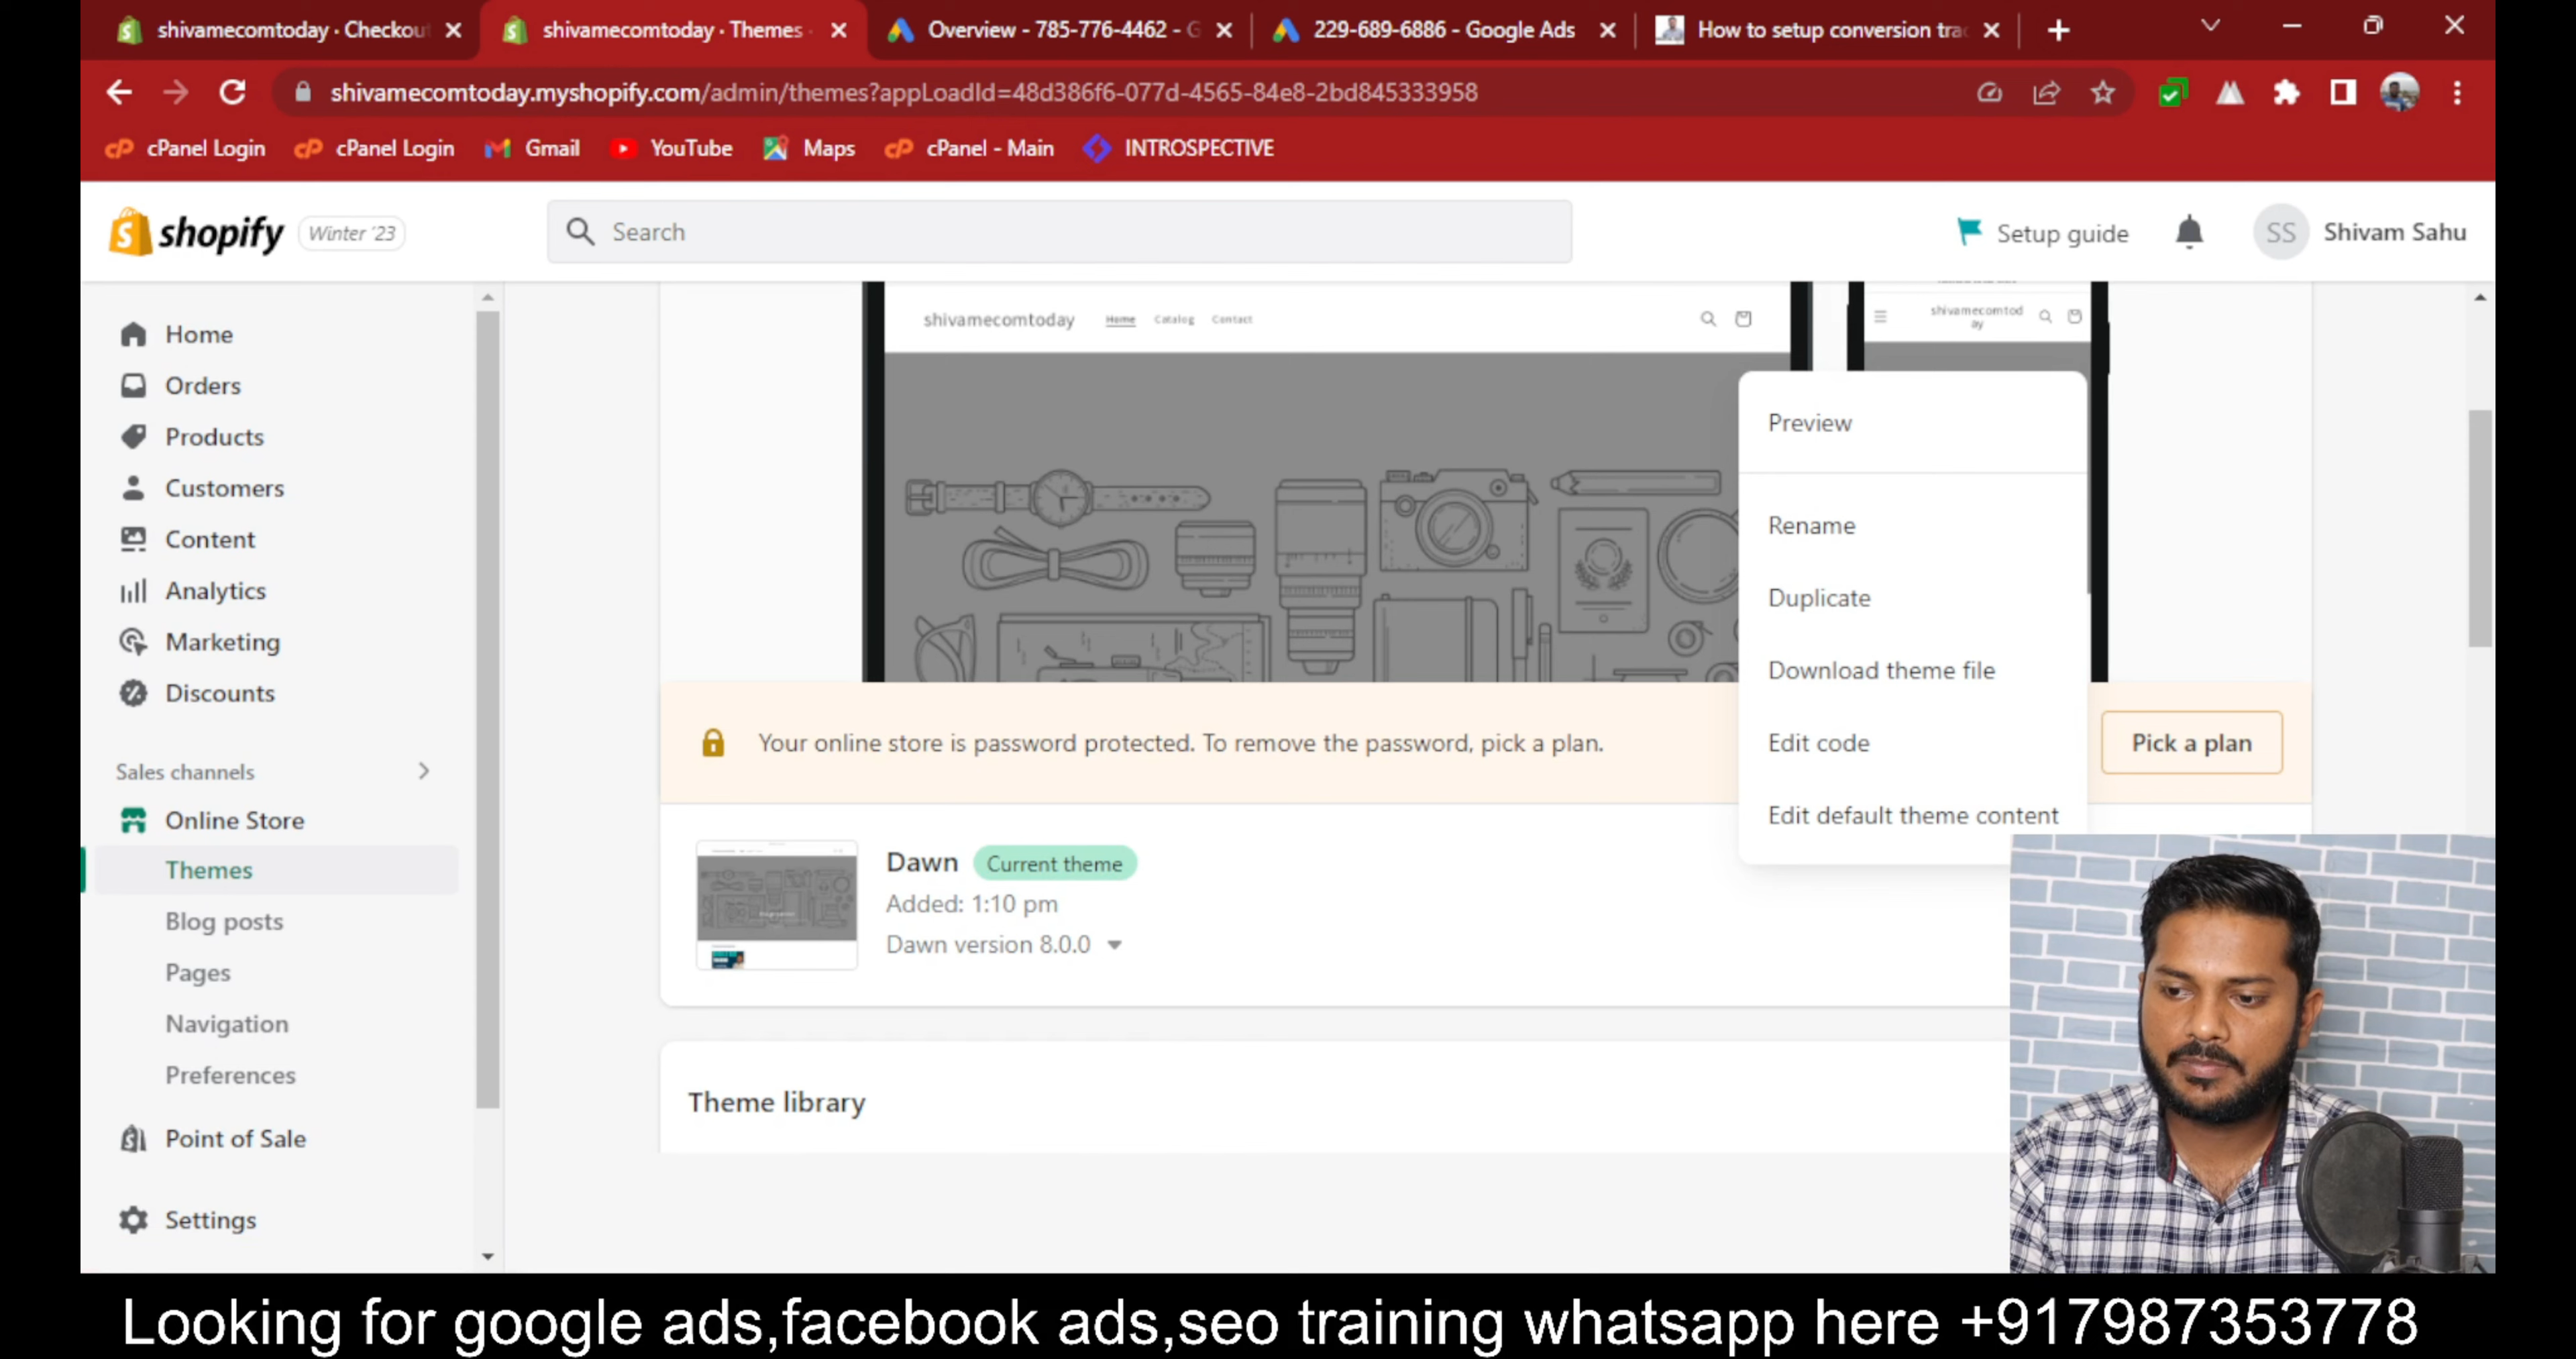 shivamecomtoday · Checkout
shivamecomtoday · Themes ·
Overview - 785-776-4462 - G
229-689-6886 - Google Ads
How to setup conversion trac
shivamecomtoday.myshopify.com/admin/themes?appLoadId=48d386f6-077d-4565-84e8-2bd845333958
cPanel Login
cPanel Login
Gmail
YouTube
Maps
cPanel - Main
INTROSPECTIVE
shopify
Winter '23
Search
Setup guide
SS
Shivam Sahu
Home
Orders
Products
Customers
Content
Analytics
Marketing
Discounts
Sales channels
Online Store
Themes
Blog posts
Pages
Navigation
Preferences
Point of Sale
Settings
shivamecomtoday
Home
Catalog
Contact
shivamecomtod
ay
Preview
Rename
Duplicate
Download theme file
Edit code
Edit default theme content
Your online store is password protected. To remove the password, pick a plan.
Pick a plan
Dawn
Current theme
Added: 1:10 pm
Dawn version 8.0.0
Theme library
Looking for google ads,facebook ads,seo training whatsapp here +917987353778